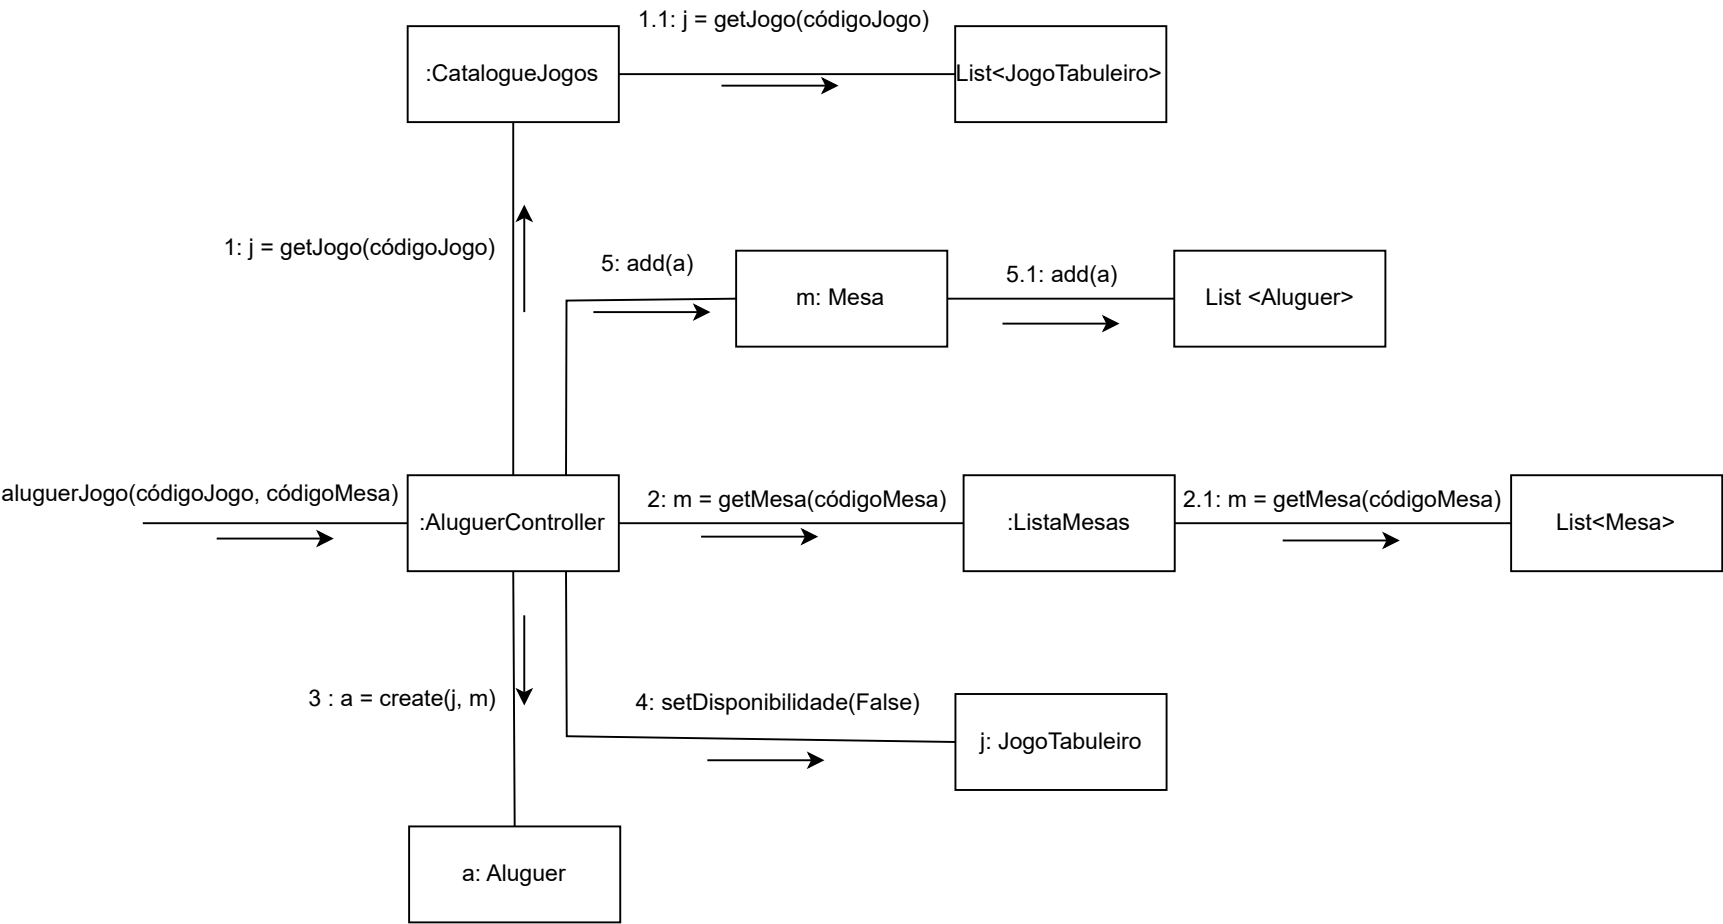 1.1: j = getJogo(códigoJogo)
:CatalogueJogos
List<JogoTabuleiro>
1: j = getJogo(códigoJogo)
5: add(a)
m: Mesa
5.1: add(a)
List <Aluguer>
aluguerJogo(códigoJogo, códigoMesa)
:AluguerController
2: m = getMesa(códigoMesa)
:ListaMesas
2.1: m = getMesa(códigoMesa)
List<Mesa>
3 : a = create(j, m)
4: setDisponibilidade(False)
j: JogoTabuleiro
a: Aluguer